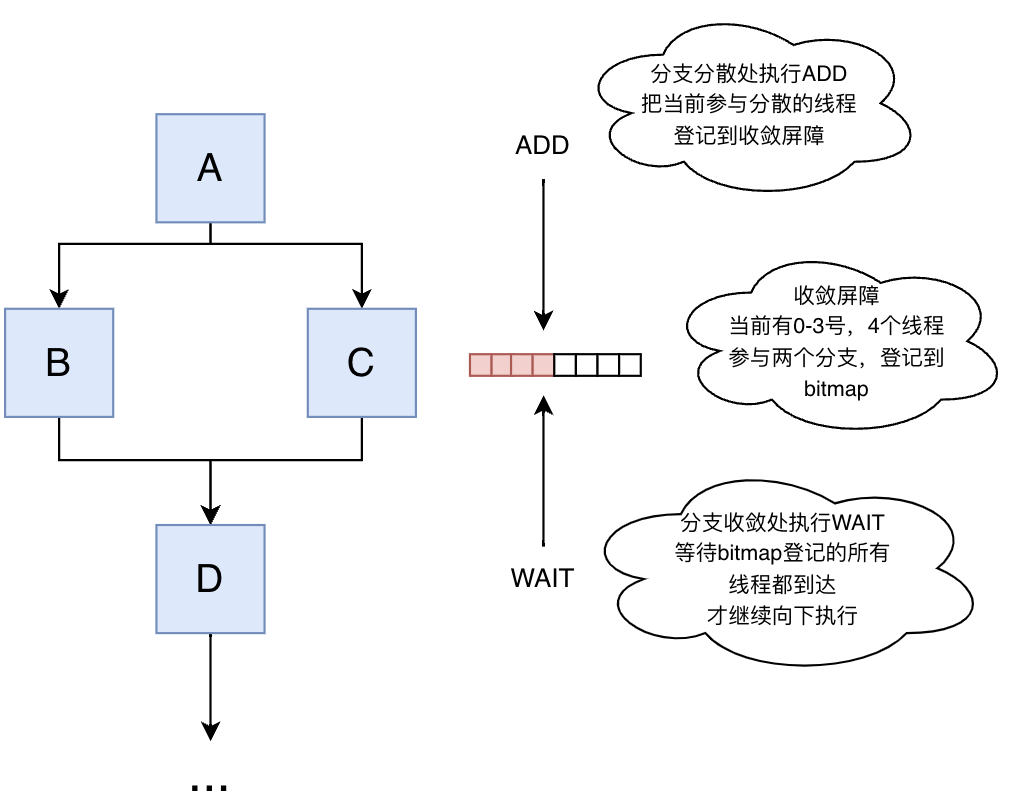 A
B
C
D
...
ADD
WAIT
分支分散处执行ADD
把当前参与分散的线程
登记到收敛屏障
收敛屏障
当前有0-3号，4个线程
参与两个分支，登记到
bitmap
分支收敛处执行WAIT
等待bitmap登记的所有
线程都到达
才继续向下执行